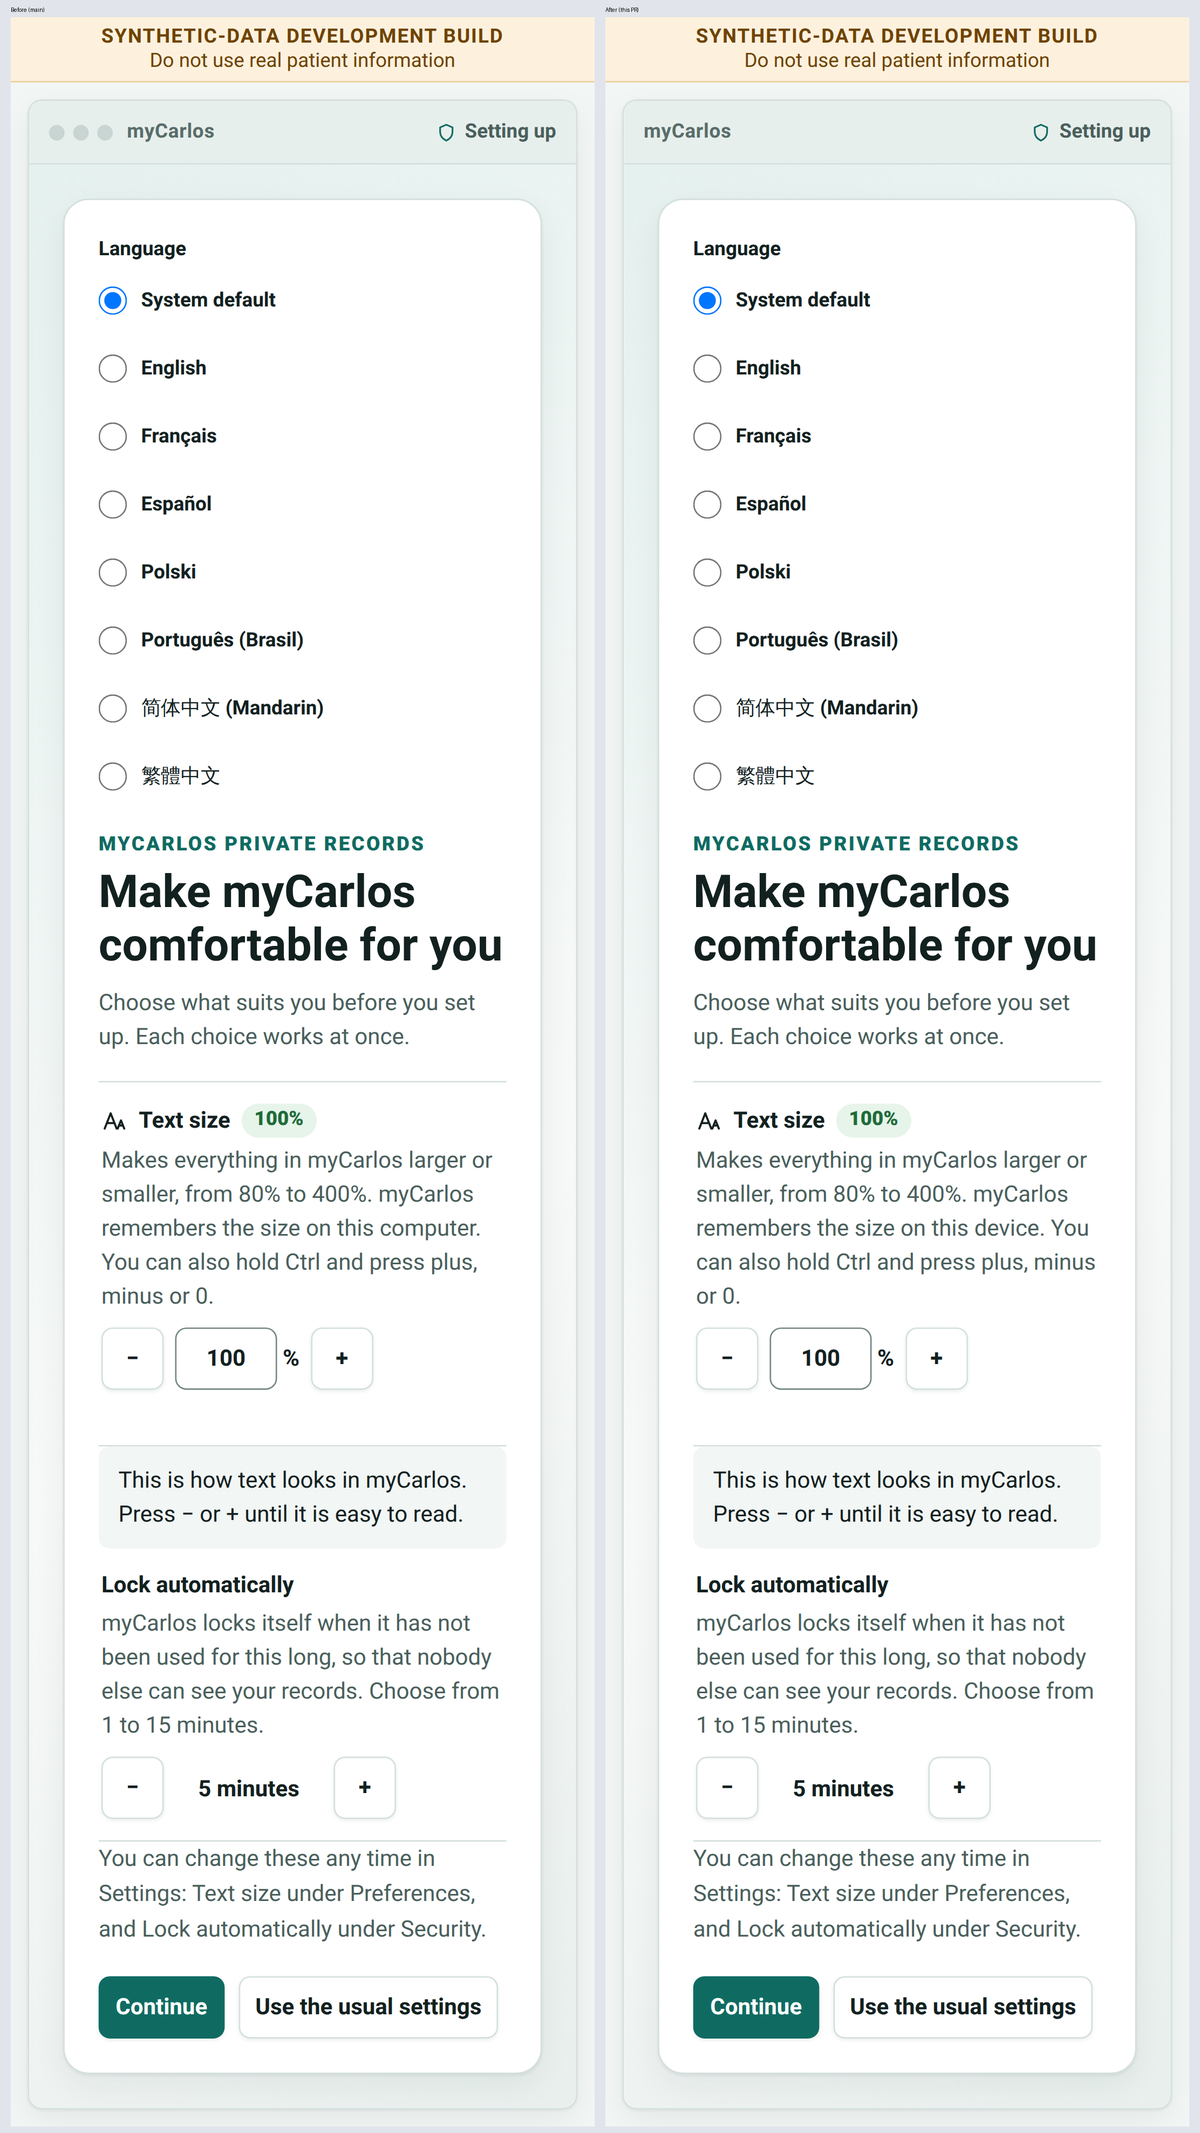 Before (main)
SYNTHETIC-DATA DEVELOPMENT BUILD
Do not use real patient information
myCarlos
Setting up
Language
System default
English
Français
Español
Polski
Português (Brasil)
简体中文 (Mandarin)
繁體中文
MYCARLOS PRIVATE RECORDS
Make myCarlos
comfortable for you
Choose what suits you before you set
up. Each choice works at once.
Text size 100%
Makes everything in myCarlos larger or
smaller, from 80% to 400%. myCarlos
remembers the size on this computer.
You can also hold Ctrl and press plus,
minus or 0.
− 100 % +
This is how text looks in myCarlos.
Press − or + until it is easy to read.
Lock automatically
myCarlos locks itself when it has not
been used for this long, so that nobody
else can see your records. Choose from
1 to 15 minutes.
− 5 minutes +
You can change these any time in
Settings: Text size under Preferences,
and Lock automatically under Security.
Continue
Use the usual settings
After (this PR)
SYNTHETIC-DATA DEVELOPMENT BUILD
Do not use real patient information
myCarlos
Setting up
Language
System default
English
Français
Español
Polski
Português (Brasil)
简体中文 (Mandarin)
繁體中文
MYCARLOS PRIVATE RECORDS
Make myCarlos
comfortable for you
Choose what suits you before you set
up. Each choice works at once.
Text size 100%
Makes everything in myCarlos larger or
smaller, from 80% to 400%. myCarlos
remembers the size on this device. You
can also hold Ctrl and press plus, minus
or 0.
− 100 % +
This is how text looks in myCarlos.
Press − or + until it is easy to read.
Lock automatically
myCarlos locks itself when it has not
been used for this long, so that nobody
else can see your records. Choose from
1 to 15 minutes.
− 5 minutes +
You can change these any time in
Settings: Text size under Preferences,
and Lock automatically under Security.
Continue
Use the usual settings